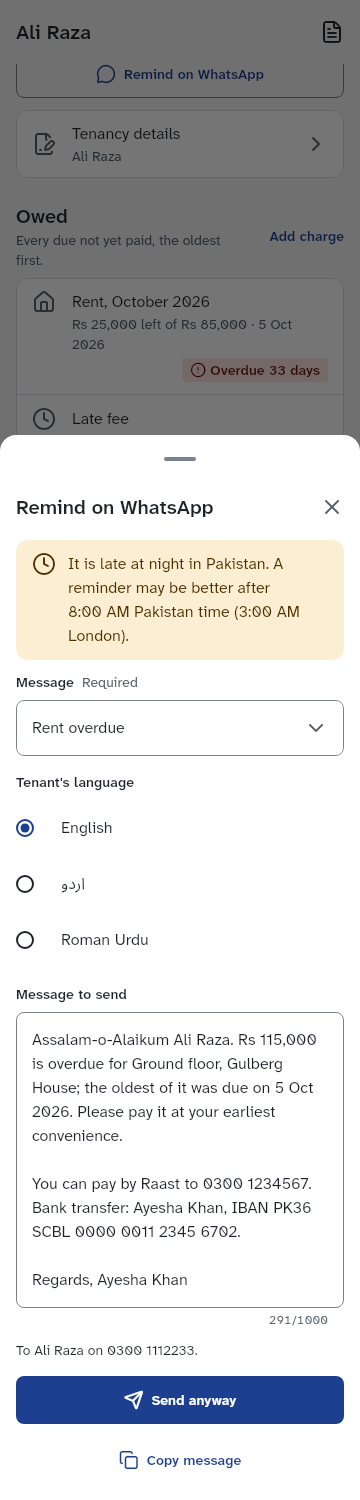 Ali Raza
Remind on WhatsApp
Tenancy details
Ali Raza
Owed
Every due not yet paid, the oldest
first.
Add charge
Rent, October 2026
Rs 25,000 left of Rs 85,000 · 5 Oct
2026
Overdue 33 days
Late fee
Remind on WhatsApp
It is late at night in Pakistan. A
reminder may be better after
8:00 AM Pakistan time (3:00 AM
London).
Message Required
Rent overdue
Tenant's language
English
اردو
Roman Urdu
Message to send
Assalam-o-Alaikum Ali Raza. Rs 115,000
is overdue for Ground floor, Gulberg
House; the oldest of it was due on 5 Oct
2026. Please pay it at your earliest
convenience.
You can pay by Raast to 0300 1234567.
Bank transfer: Ayesha Khan, IBAN PK36
SCBL 0000 0011 2345 6702.
Regards, Ayesha Khan
291/1000
To Ali Raza on 0300 1112233.
Send anyway
Copy message